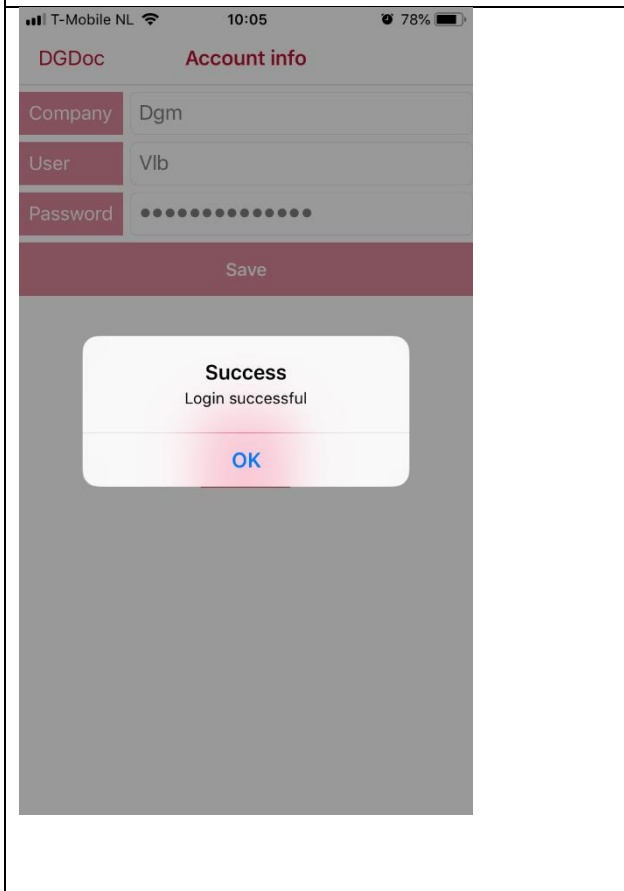 T-Mobile NL 10:05 78%
DGDoc Account info
Company Dgm
User Vlb
Password ●●●●●●●●●●●●●●
Save
Success
Login successful
OK